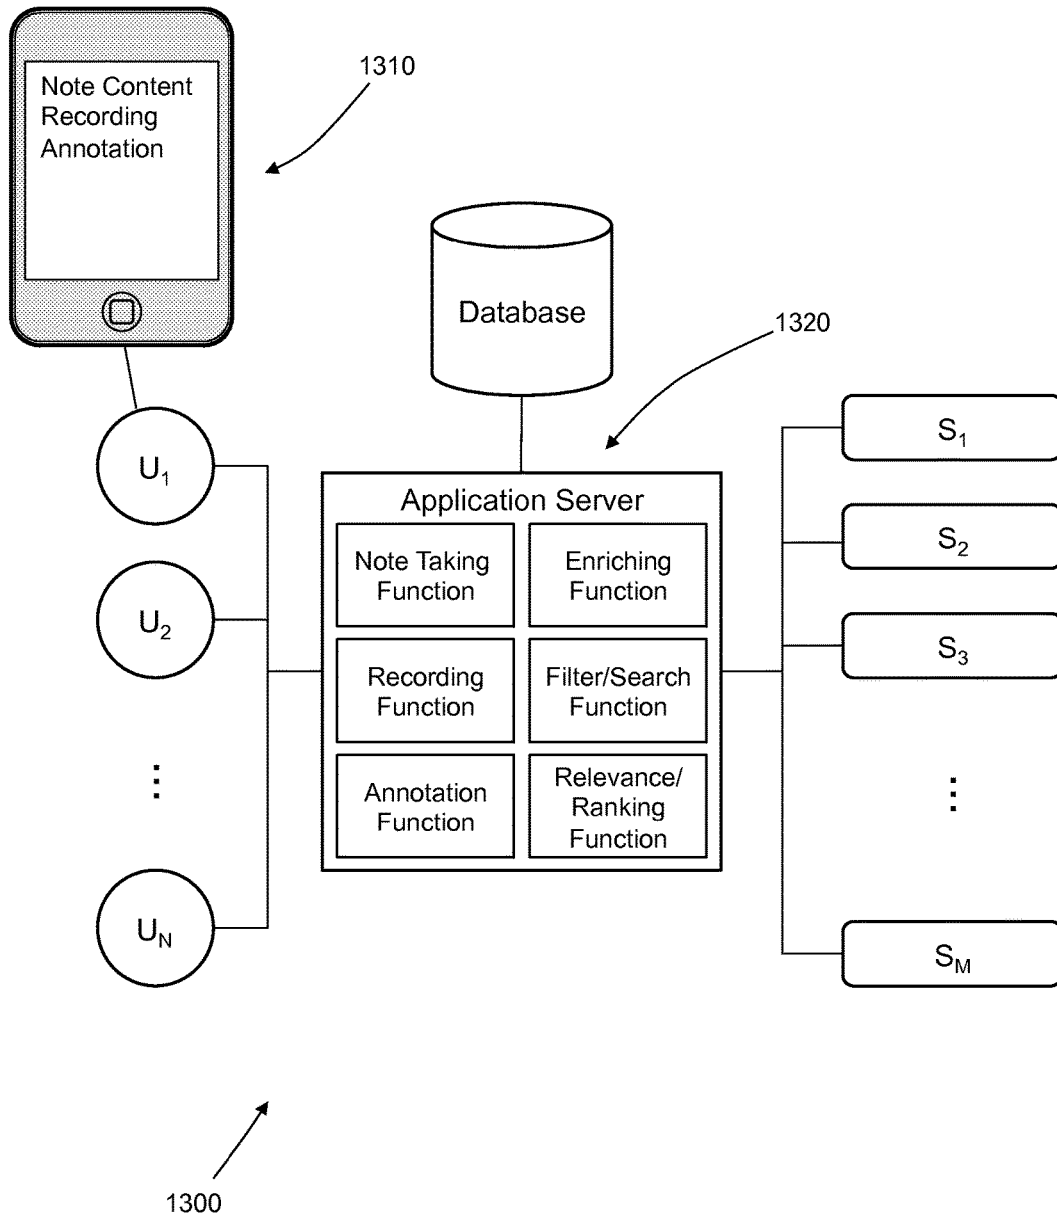 1310
Note Content
Recording
Annotation
Database
1320
U1
U2
⋮
UN
Application Server
Note Taking
Function
Enriching
Function
Recording
Function
Filter/Search
Function
Annotation
Function
Relevance/
Ranking
Function
S1
S2
S3
⋮
SM
1300